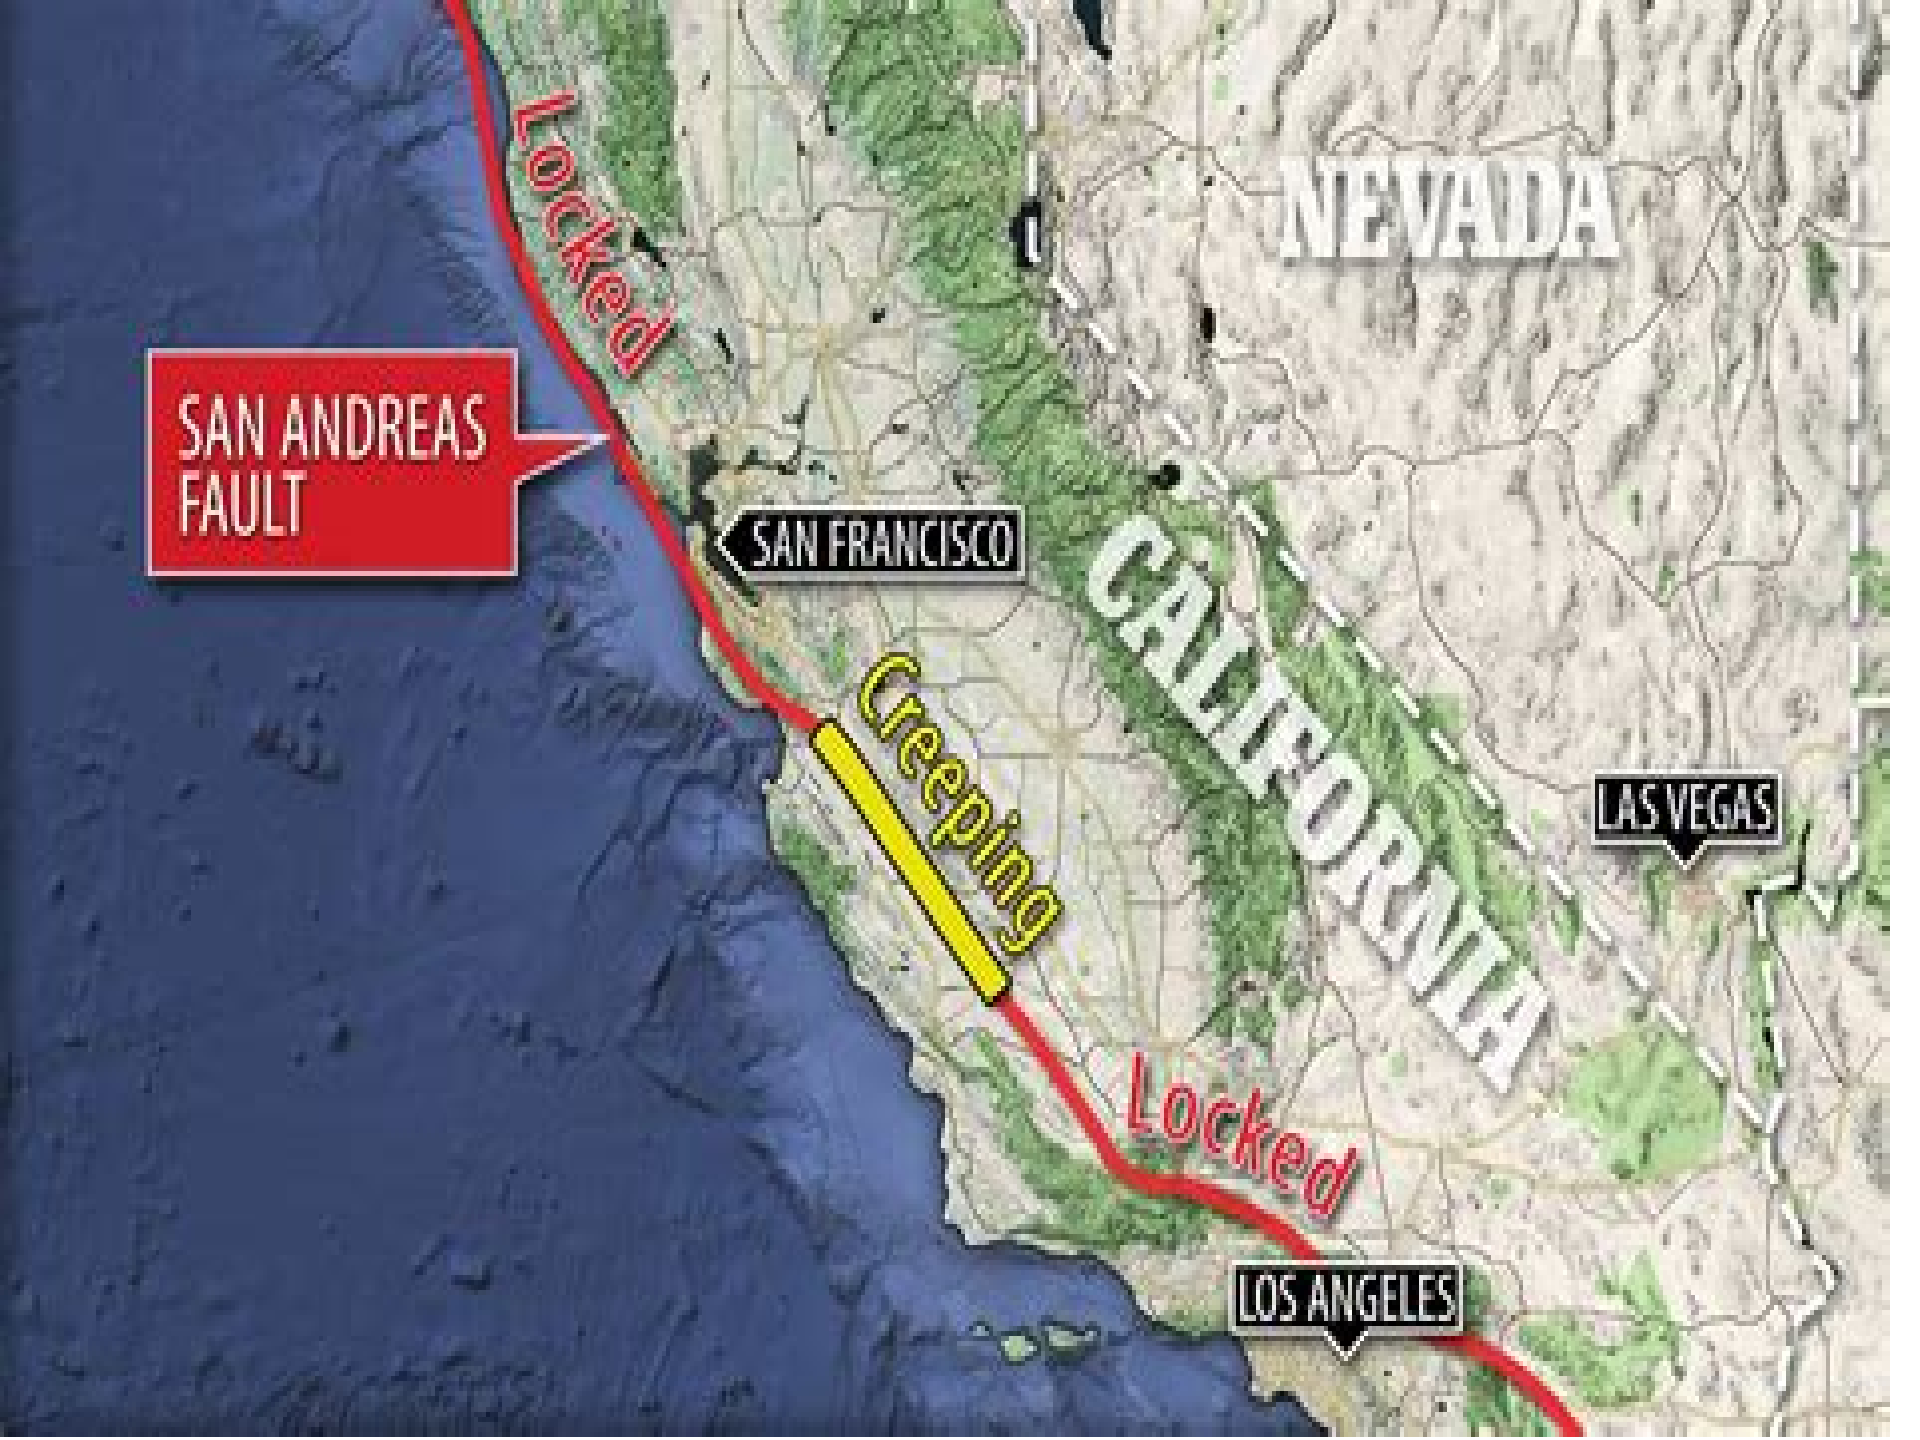 Locked
NEVADA
SAN ANDREAS
FAULT
SAN FRANCISCO
CALIFORNIA
Creeping
LAS VEGAS
Locked
LOS ANGELES